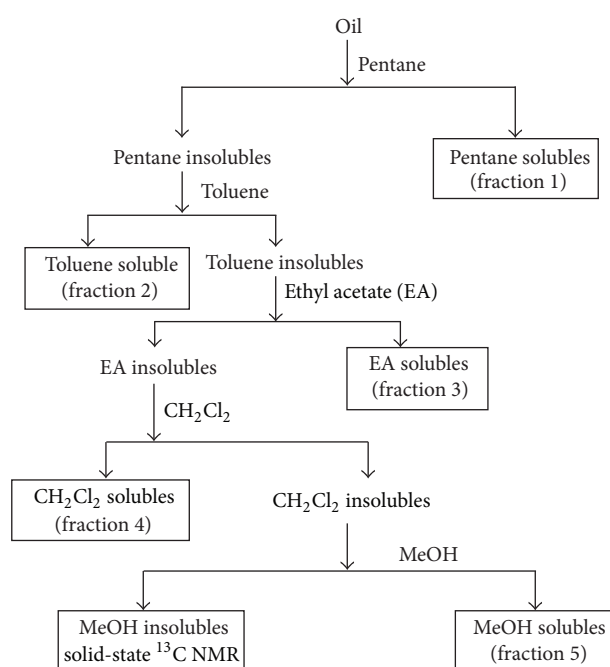 Oil
Pentane
Pentane insolubles
Pentane solubles
(fraction 1)
Toluene
Toluene soluble
(fraction 2)
Toluene insolubles
Ethyl acetate (EA)
EA insolubles
EA solubles
(fraction 3)
CH₂Cl₂
CH₂Cl₂ solubles
(fraction 4)
CH₂Cl₂ insolubles
MeOH
MeOH insolubles
solid-state ¹³C NMR
MeOH solubles
(fraction 5)